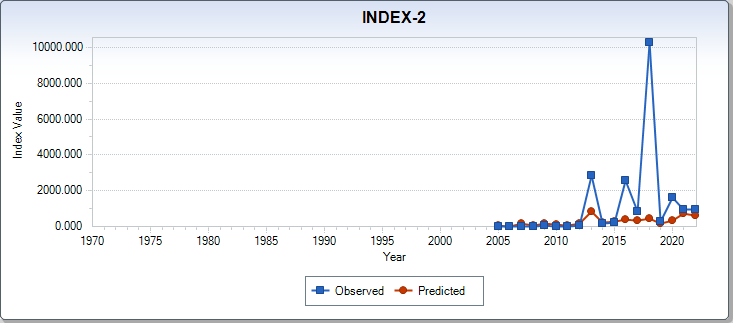 INDEX-2
10000.000
8000.000
6000.000
4000.000
2000.000
0.000
Index Value
1970 1975 1980 1985 1990 1995 2000 2005 2010 2015 2020
Year
Observed Predicted